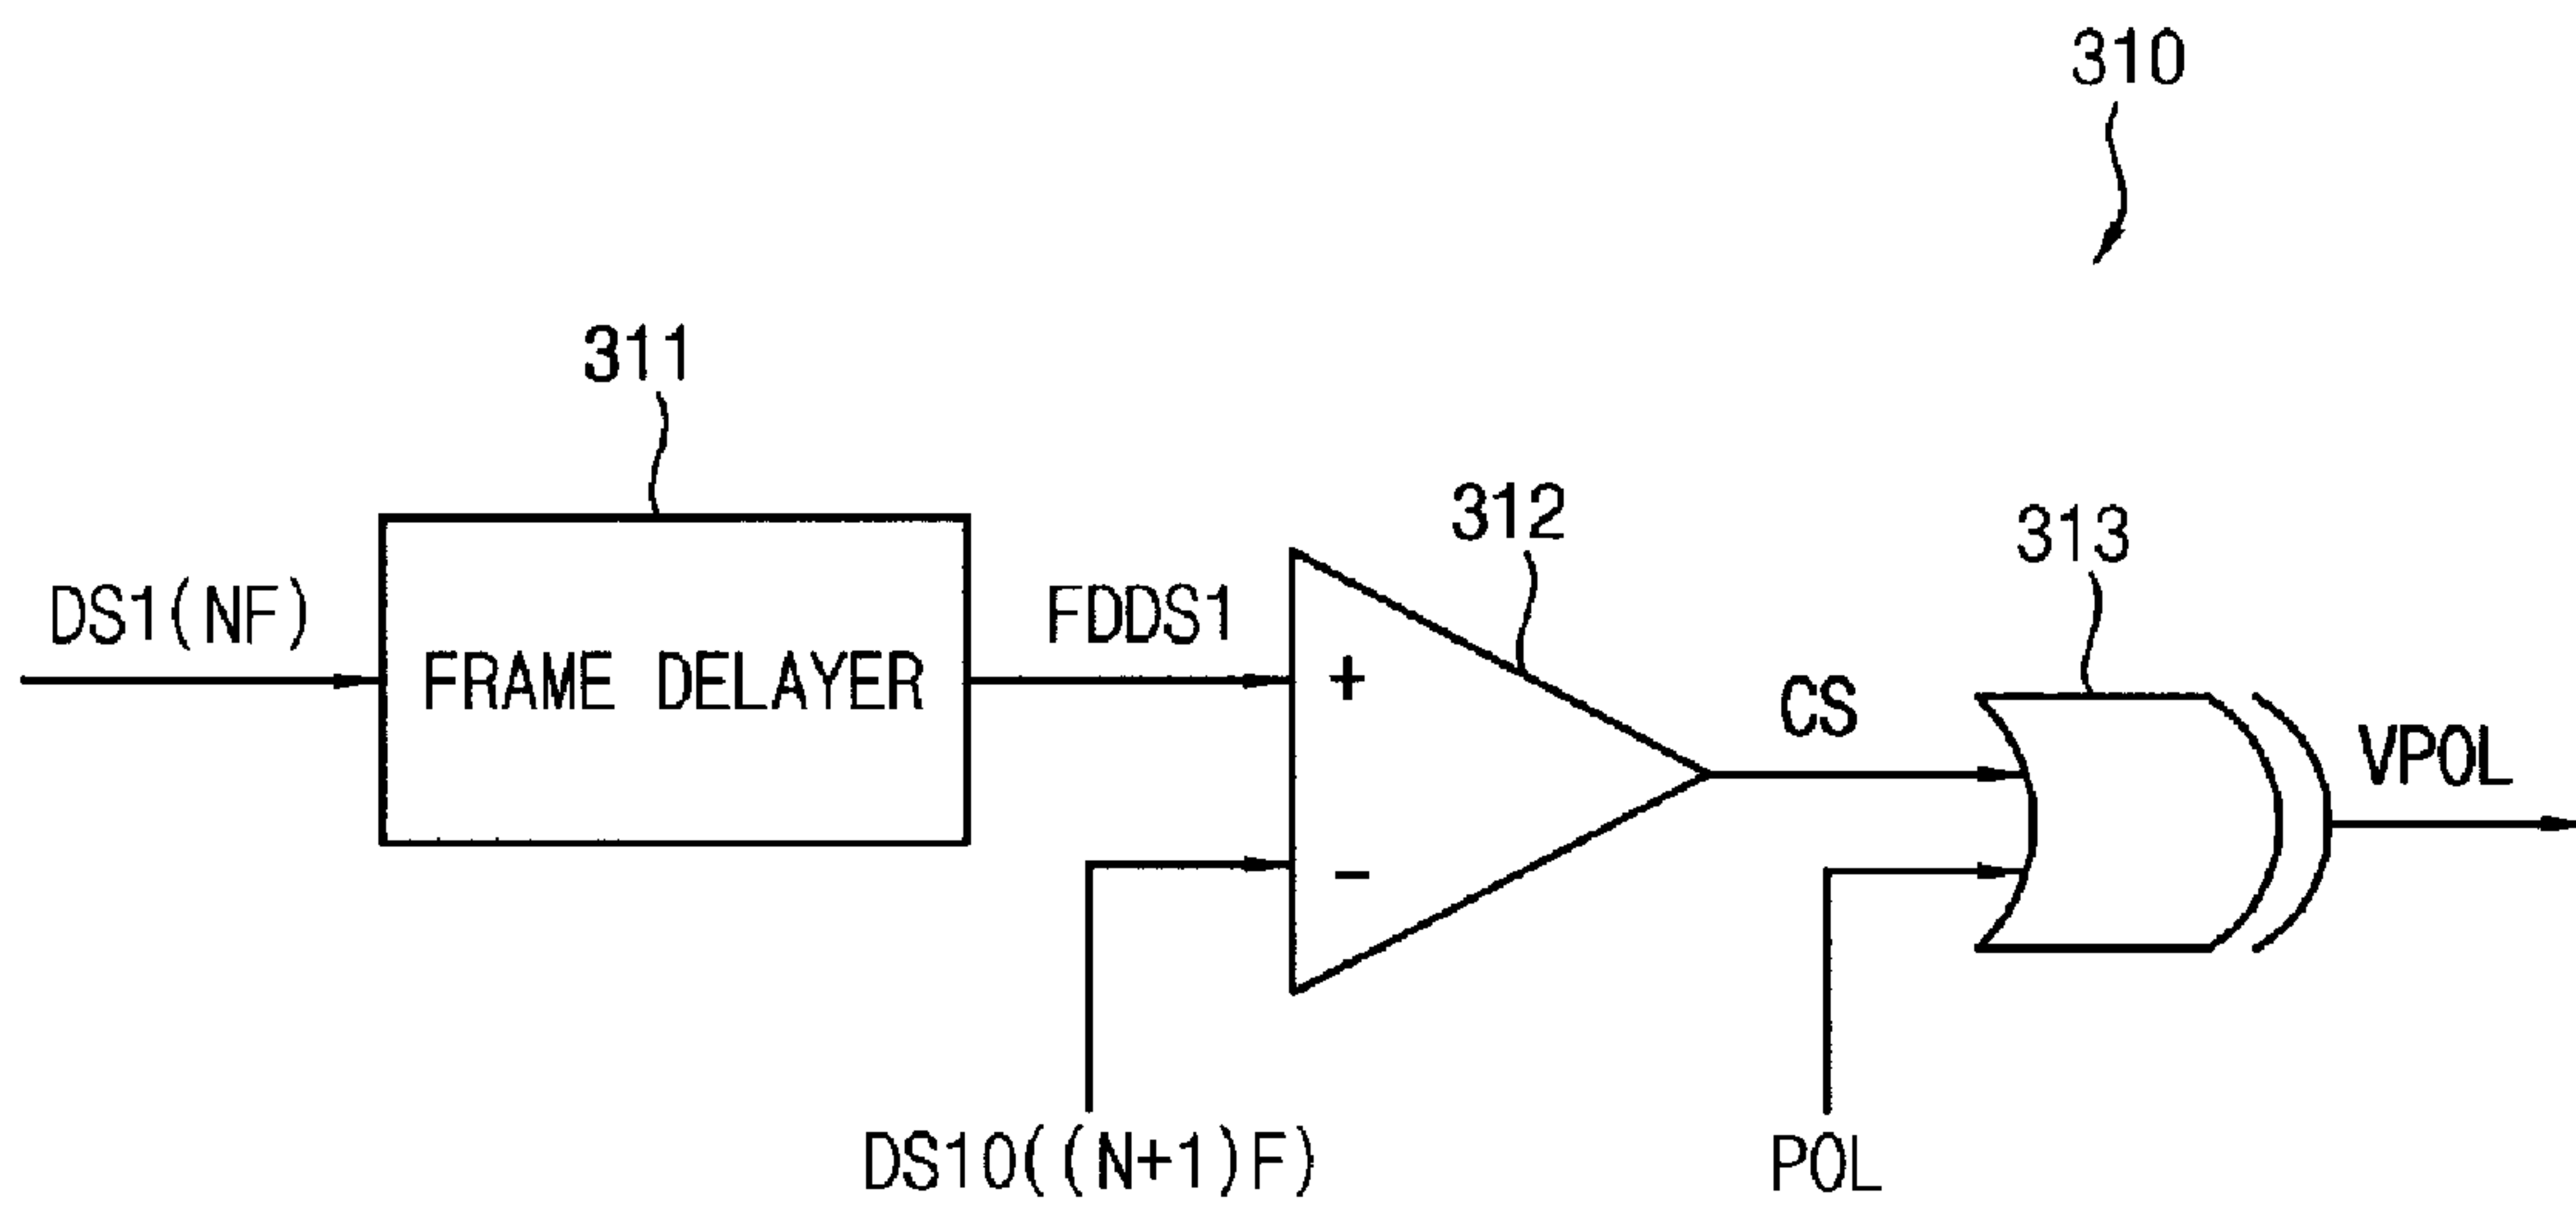 310
311
312
313
DS1(NF)
FRAME DELAYER
FDDS1
+
CS
VPOL
-
DS10((N+1)F)
POL